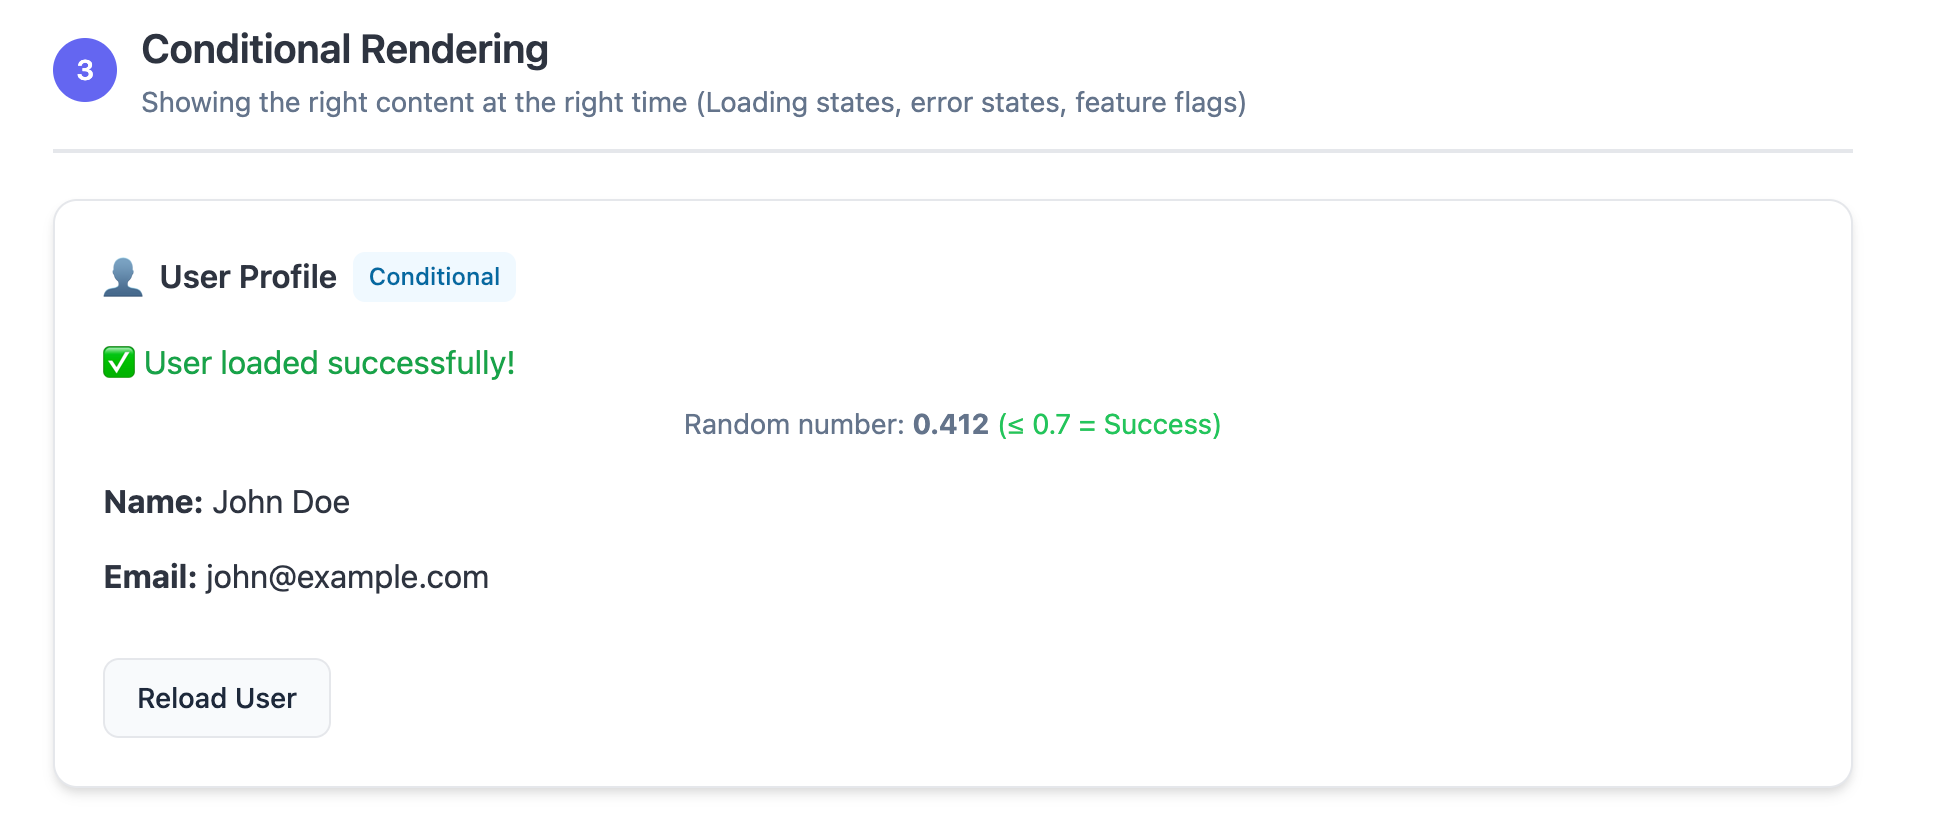 3
Conditional Rendering
Showing the right content at the right time (Loading states, error states, feature flags)
User Profile Conditional
✅ User loaded successfully!
Random number: 0.412 (≤ 0.7 = Success)
Name: John Doe
Email: john@example.com
Reload User